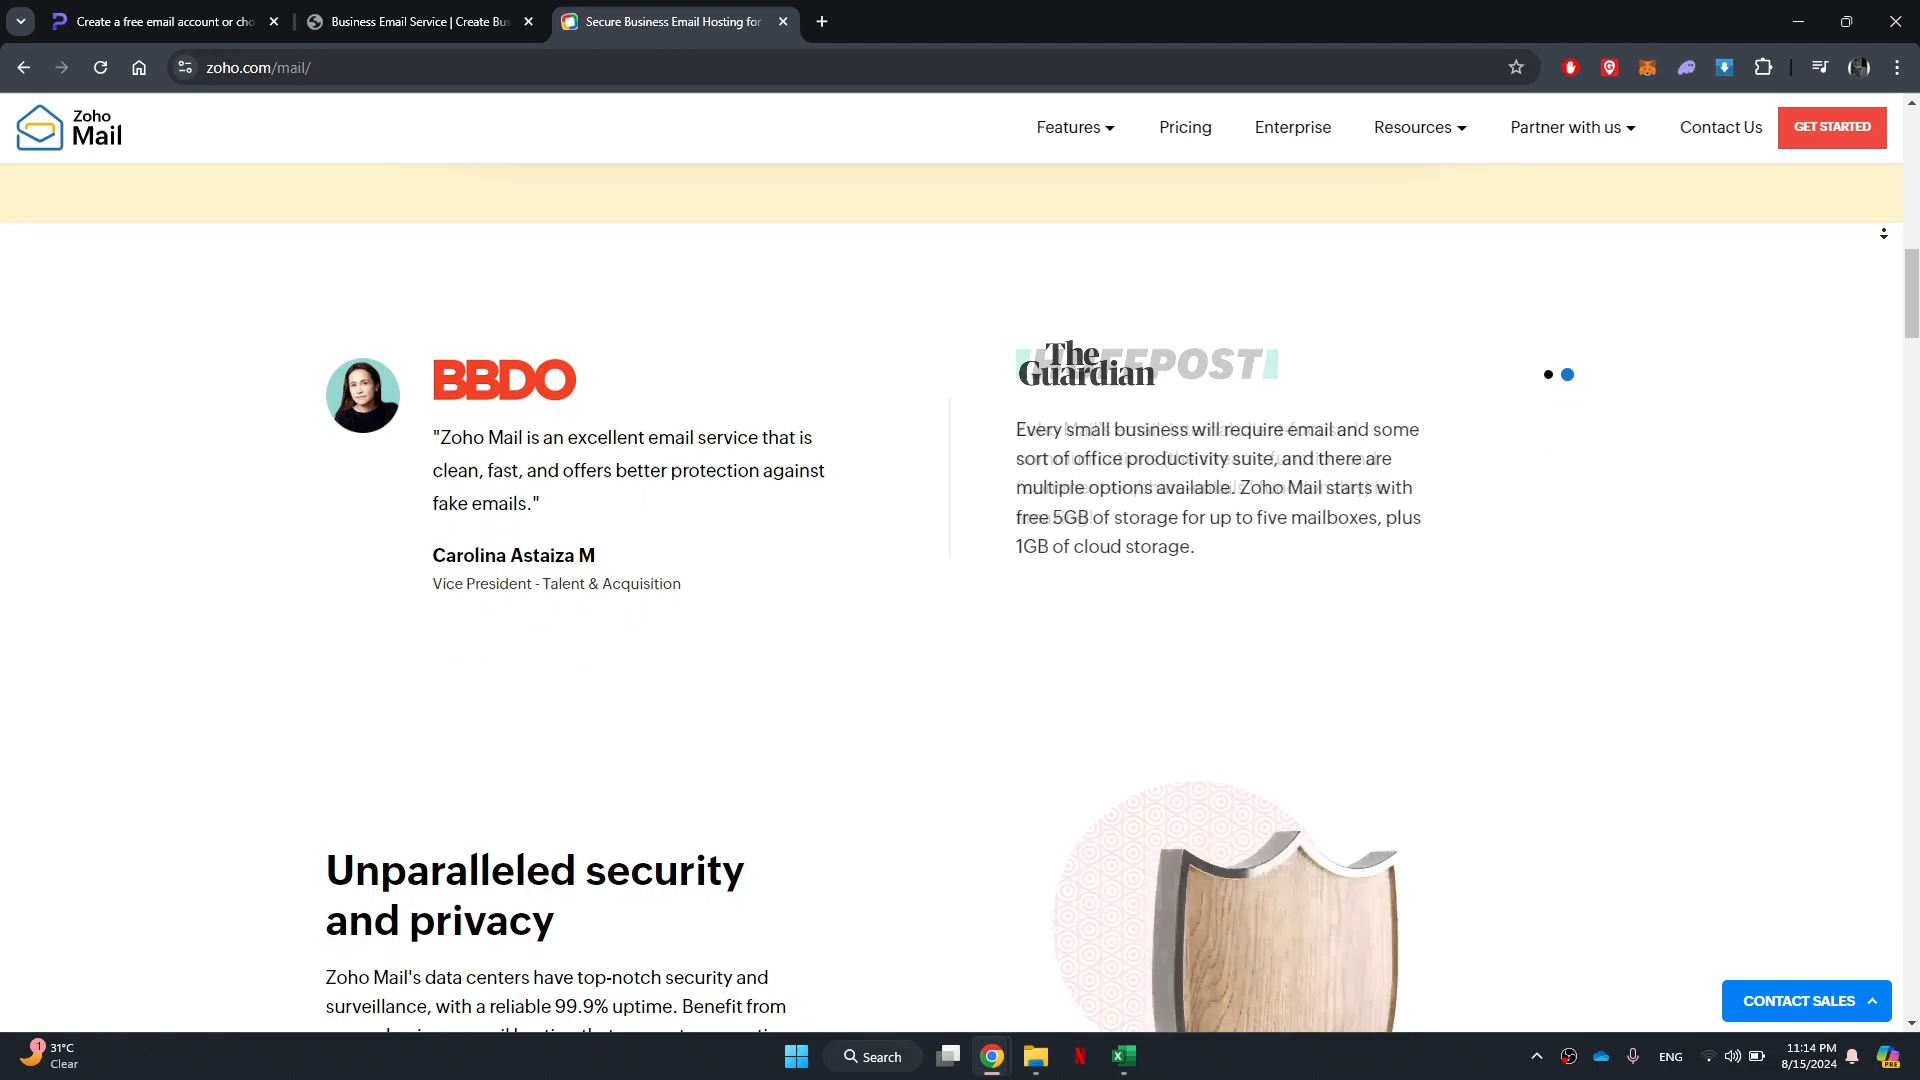 Create a free email account or cho
Business Email Service | Create Bus
Secure Business Email Hosting for
zoho.com/mail/
Zoho
Mail
Features
Pricing
Enterprise
Resources
Partner with us
Contact Us
GET STARTED
BBDO
"Zoho Mail is an excellent email service that is
clean, fast, and offers better protection against
fake emails."
Carolina Astaiza M
Vice President - Talent & Acquisition
The
Guardian
HUFFPOST
Every small business will require email and some
sort of office productivity suite, and there are
multiple options available. Zoho Mail starts with
free 5GB of storage for up to five mailboxes, plus
1GB of cloud storage.
Unparalleled security
and privacy
Zoho Mail's data centers have top-notch security and
surveillance, with a reliable 99.9% uptime. Benefit from
CONTACT SALES
1
31°C
Clear
Search
ENG
11:14 PM
8/15/2024
PRE